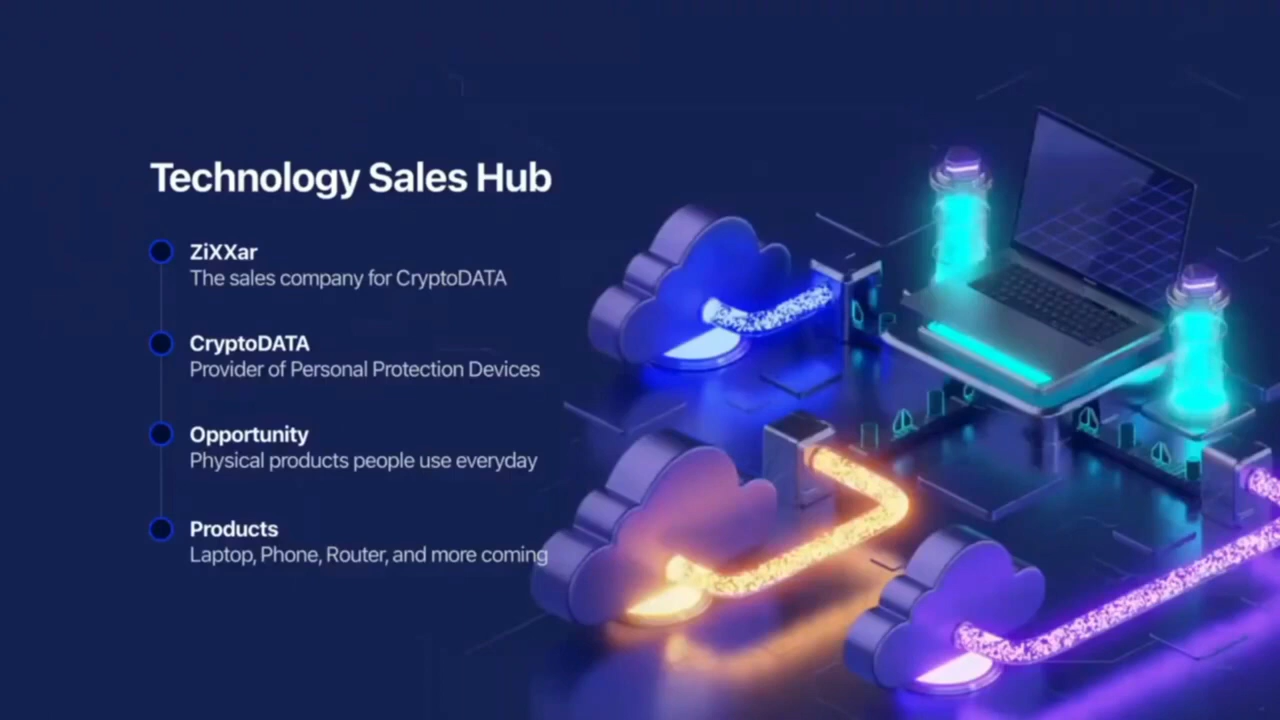 Technology Sales Hub
ZiXXar
The sales company for CryptoDATA
CryptoDATA
Provider of Personal Protection Devices
Opportunity
Physical products people use everyday
Products
Laptop, Phone, Router, and more coming